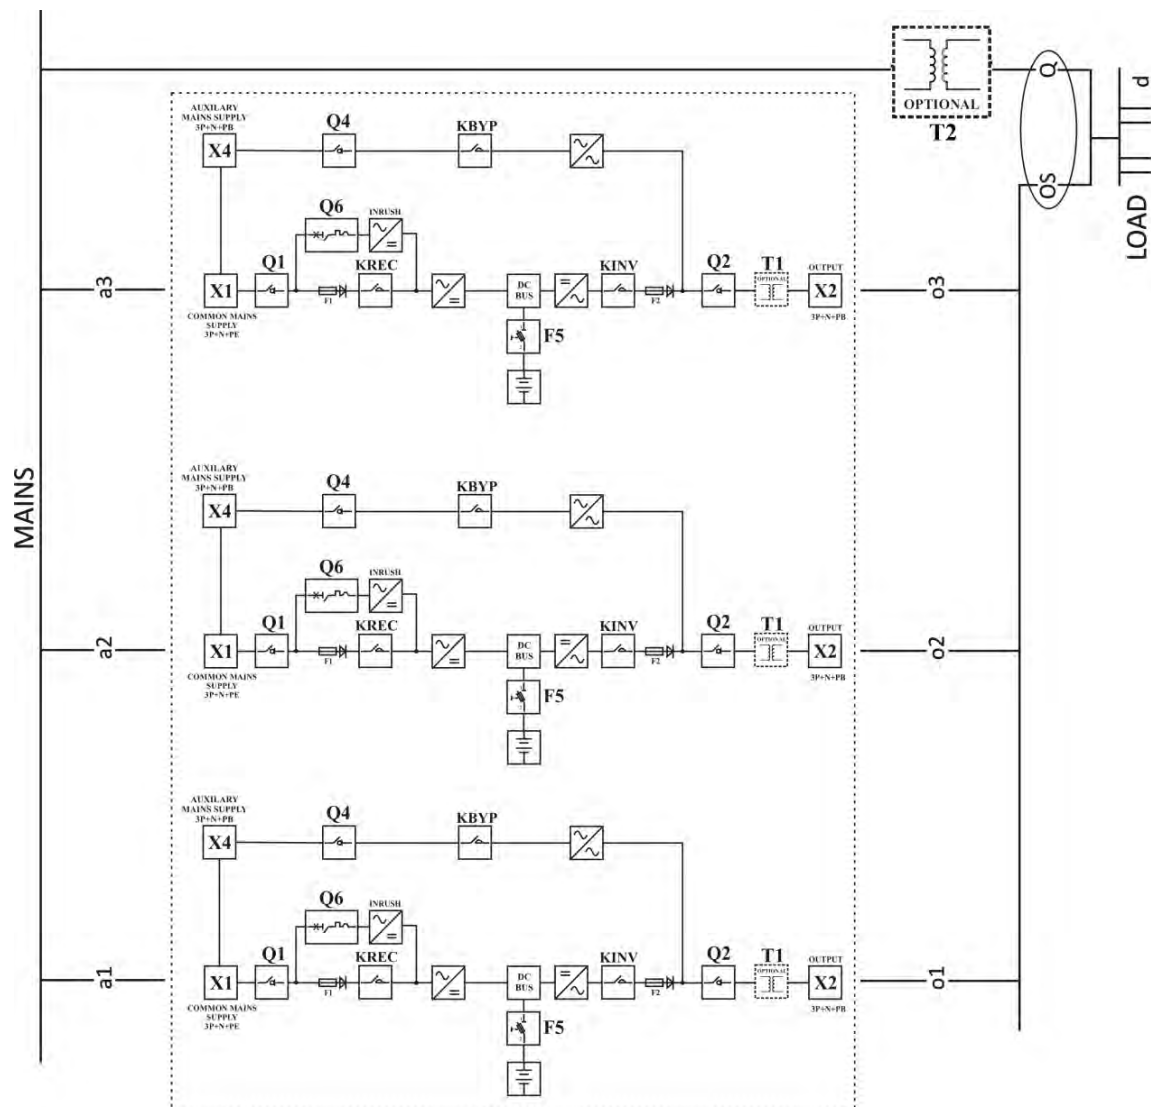 OPTIONAL
T2
Q
OS
d
LOAD
MAINS
AUXILARY
MAINS SUPPLY
3P+N+PB
X4
Q4
KBYP
Q6
INRUSH
a3
X1
Q1
F1
KREC
DC
BUS
KINV
F2
Q2
T1
OPTIONAL
OUTPUT
X2
3P+N+PB
o3
COMMON MAINS
SUPPLY
3P+N+PE
F5
AUXILARY
MAINS SUPPLY
3P+N+PB
X4
Q4
KBYP
Q6
INRUSH
a2
X1
Q1
F1
KREC
DC
BUS
KINV
F2
Q2
T1
OPTIONAL
OUTPUT
X2
3P+N+PB
o2
COMMON MAINS
SUPPLY
3P+N+PE
F5
AUXILARY
MAINS SUPPLY
3P+N+PB
X4
Q4
KBYP
Q6
INRUSH
a1
X1
Q1
F1
KREC
DC
BUS
KINV
F2
Q2
T1
OPTIONAL
OUTPUT
X2
3P+N+PB
o1
COMMON MAINS
SUPPLY
3P+N+PE
F5